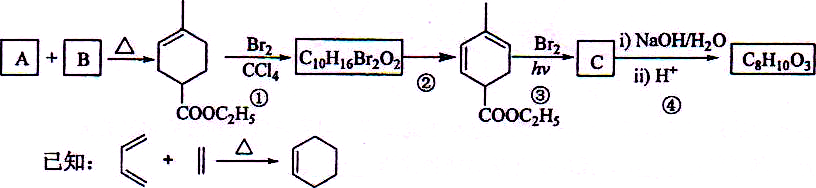 A + B △ COOC₂H₅ Br₂ CCl₄ ① C₁₀H₁₆Br₂O₂ ② COOC₂H₅ Br₂ hν ③ C i) NaOH/H₂O ii) H⁺ ④ C₈H₁₀O₃
已知： + △